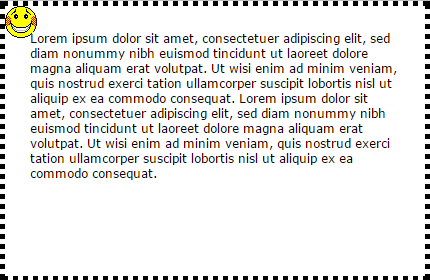 Lorem ipsum dolor sit amet, consectetuer adipiscing elit, sed
diam nonummy nibh euismod tincidunt ut laoreet dolore
magna aliquam erat volutpat. Ut wisi enim ad minim veniam,
quis nostrud exerci tation ullamcorper suscipit lobortis nisl ut
aliquip ex ea commodo consequat. Lorem ipsum dolor sit
amet, consectetuer adipiscing elit, sed diam nonummy nibh
euismod tincidunt ut laoreet dolore magna aliquam erat
volutpat. Ut wisi enim ad minim veniam, quis nostrud exerci
tation ullamcorper suscipit lobortis nisl ut aliquip ex ea
commodo consequat.